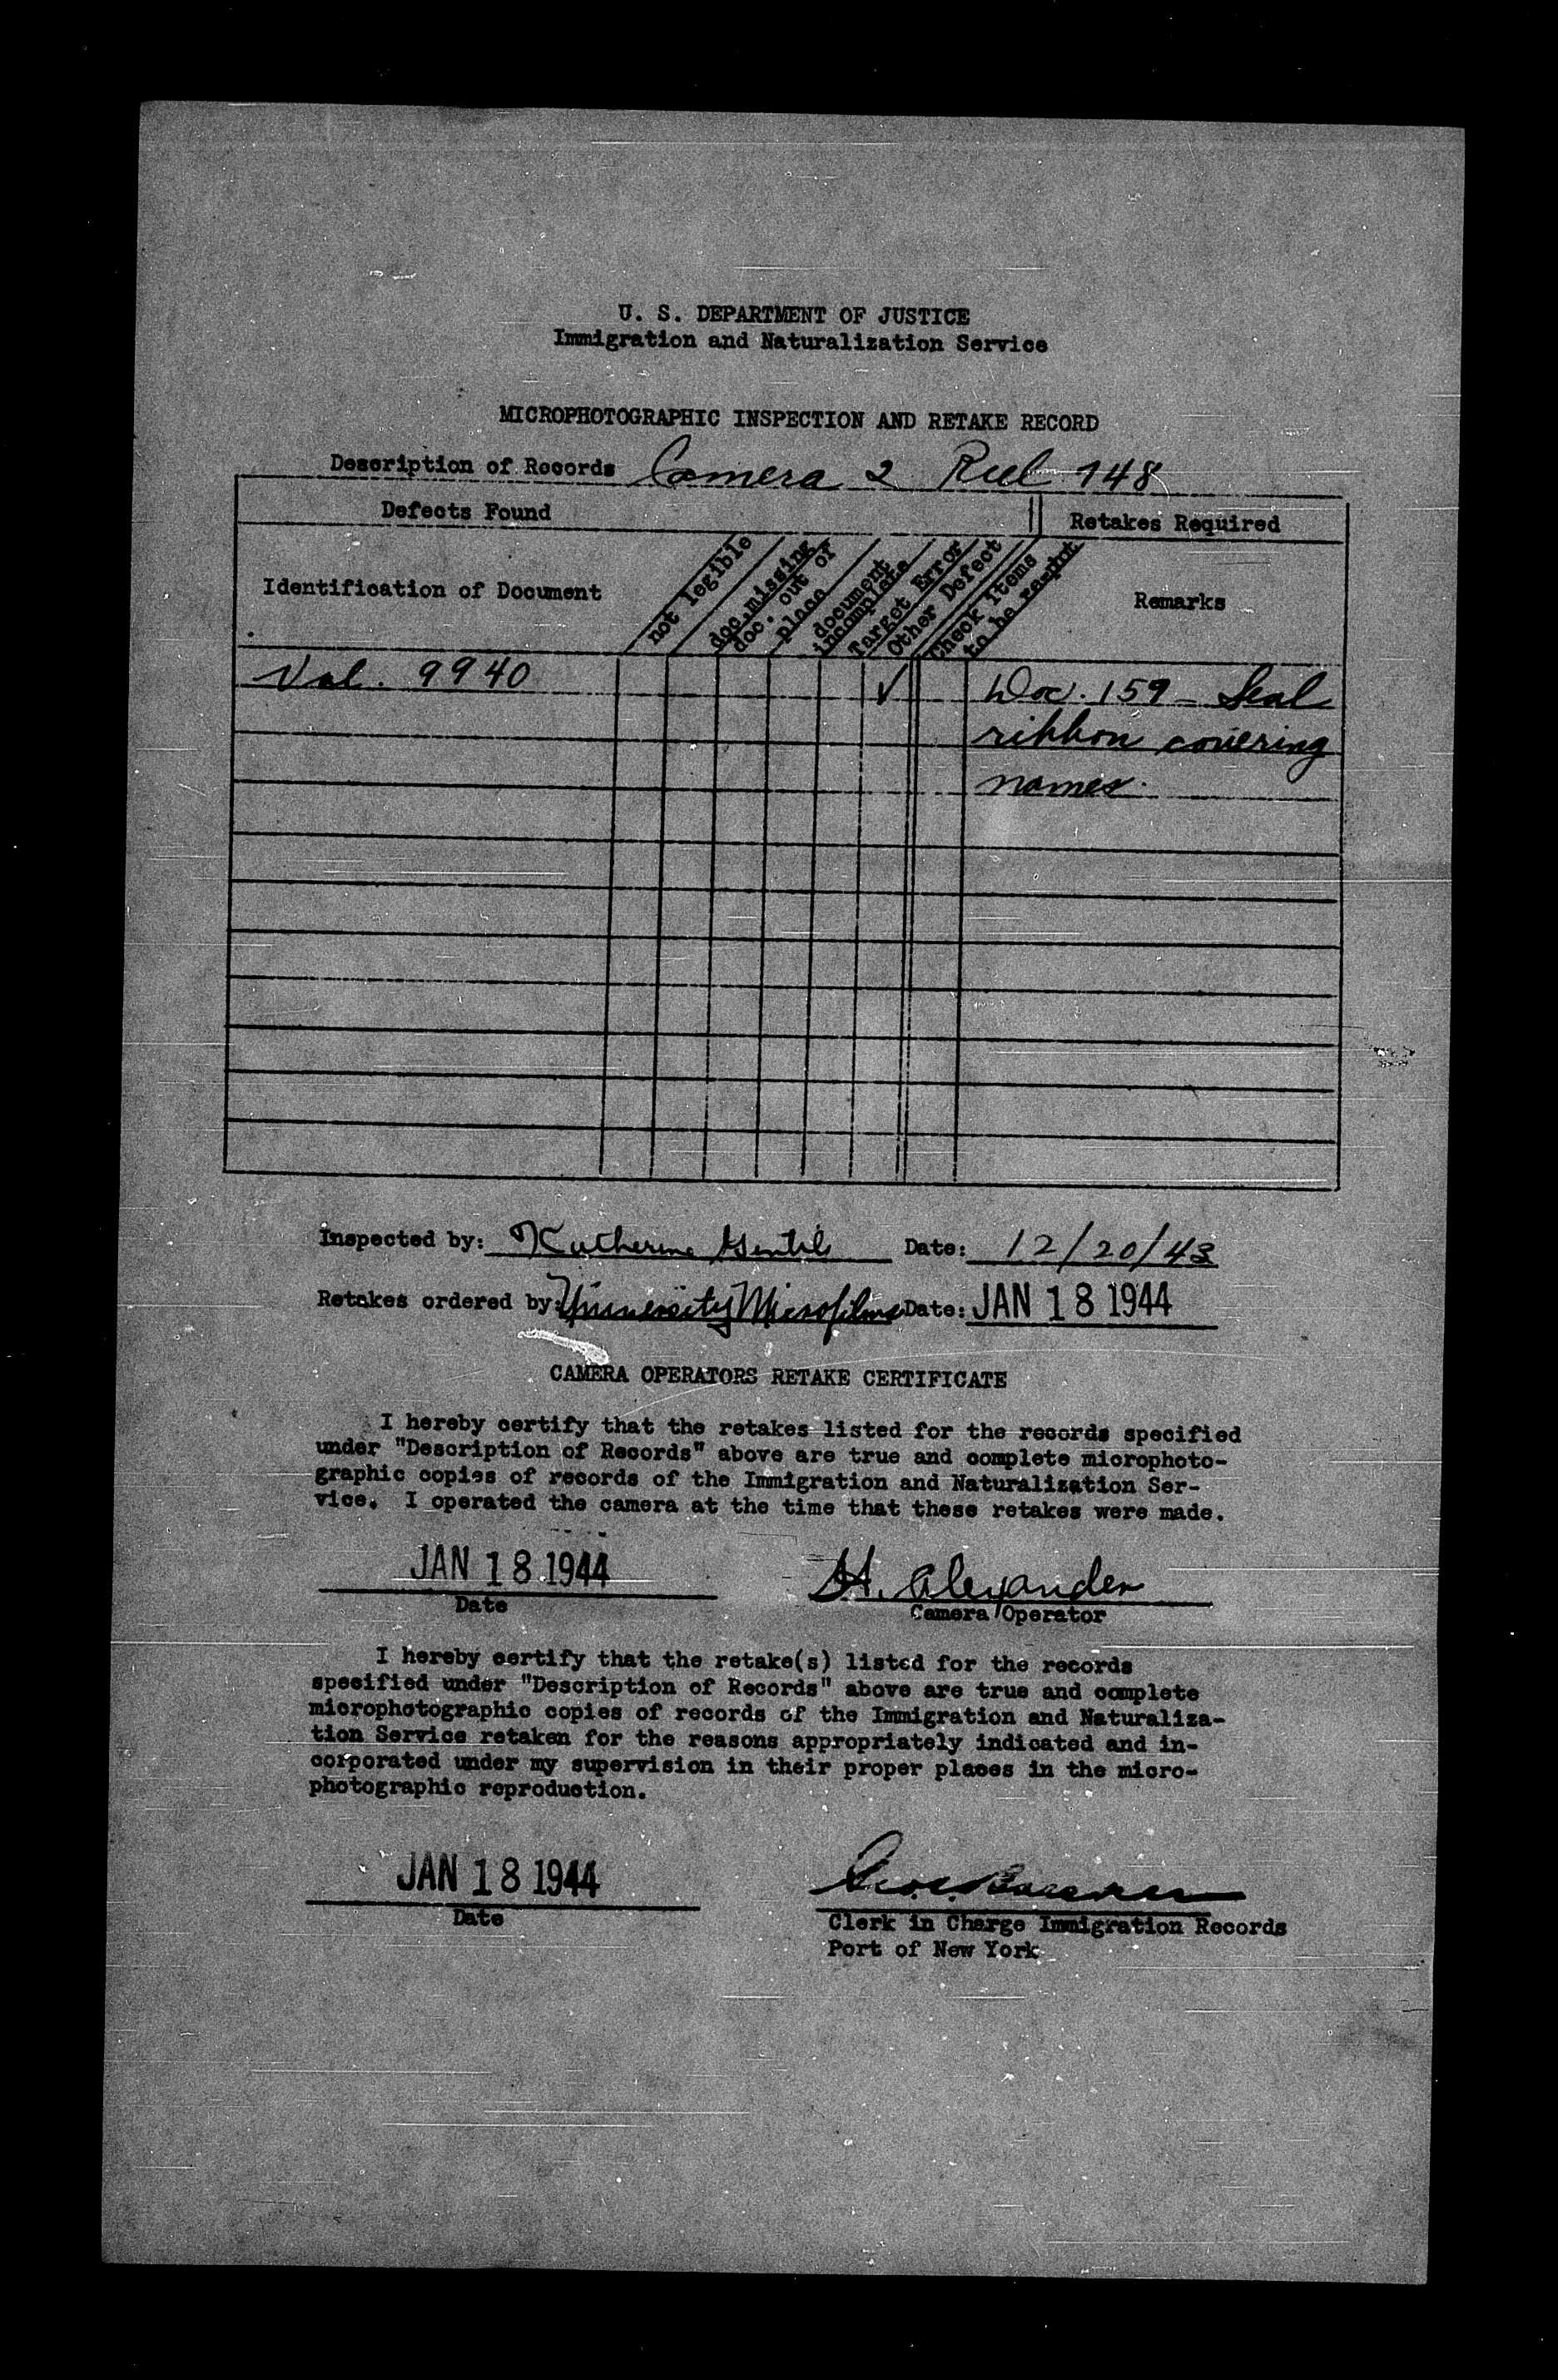 U. S. DEPARTMENT OF JUSTICE
Immigration and Naturalization Service
MICROPHOTOGRAPHIC INSPECTION AND RETAKE RECORD
Description of Records Camera 2 Reel 148
Defects Found
Retakes Required
Identification of Document
not legible
doc. missing
doc. out of
place
document
incomplete
Target Error
Other Defect
Check Items
to be re-phot
Remarks
Vol. 9940 √ Doc. 159 - Seal
ribbon covering
names.
Inspected by: Katherine Gentil Date: 12/20/43
Retakes ordered by: University Microfilms Date: JAN 18 1944
CAMERA OPERATORS RETAKE CERTIFICATE
I hereby certify that the retakes listed for the records specified
under "Description of Records" above are true and complete microphoto-
graphic copies of records of the Immigration and Naturalization Ser-
vice. I operated the camera at the time that these retakes were made.
JAN 18 1944 H. Alexander
Date Camera Operator
I hereby certify that the retake(s) listed for the records
specified under "Description of Records" above are true and complete
microphotographic copies of records of the Immigration and Naturaliza-
tion Service retaken for the reasons appropriately indicated and in-
corporated under my supervision in their proper places in the micro-
photographic reproduction.
JAN 18 1944
Date
Clerk in Charge Immigration Records
Port of New York